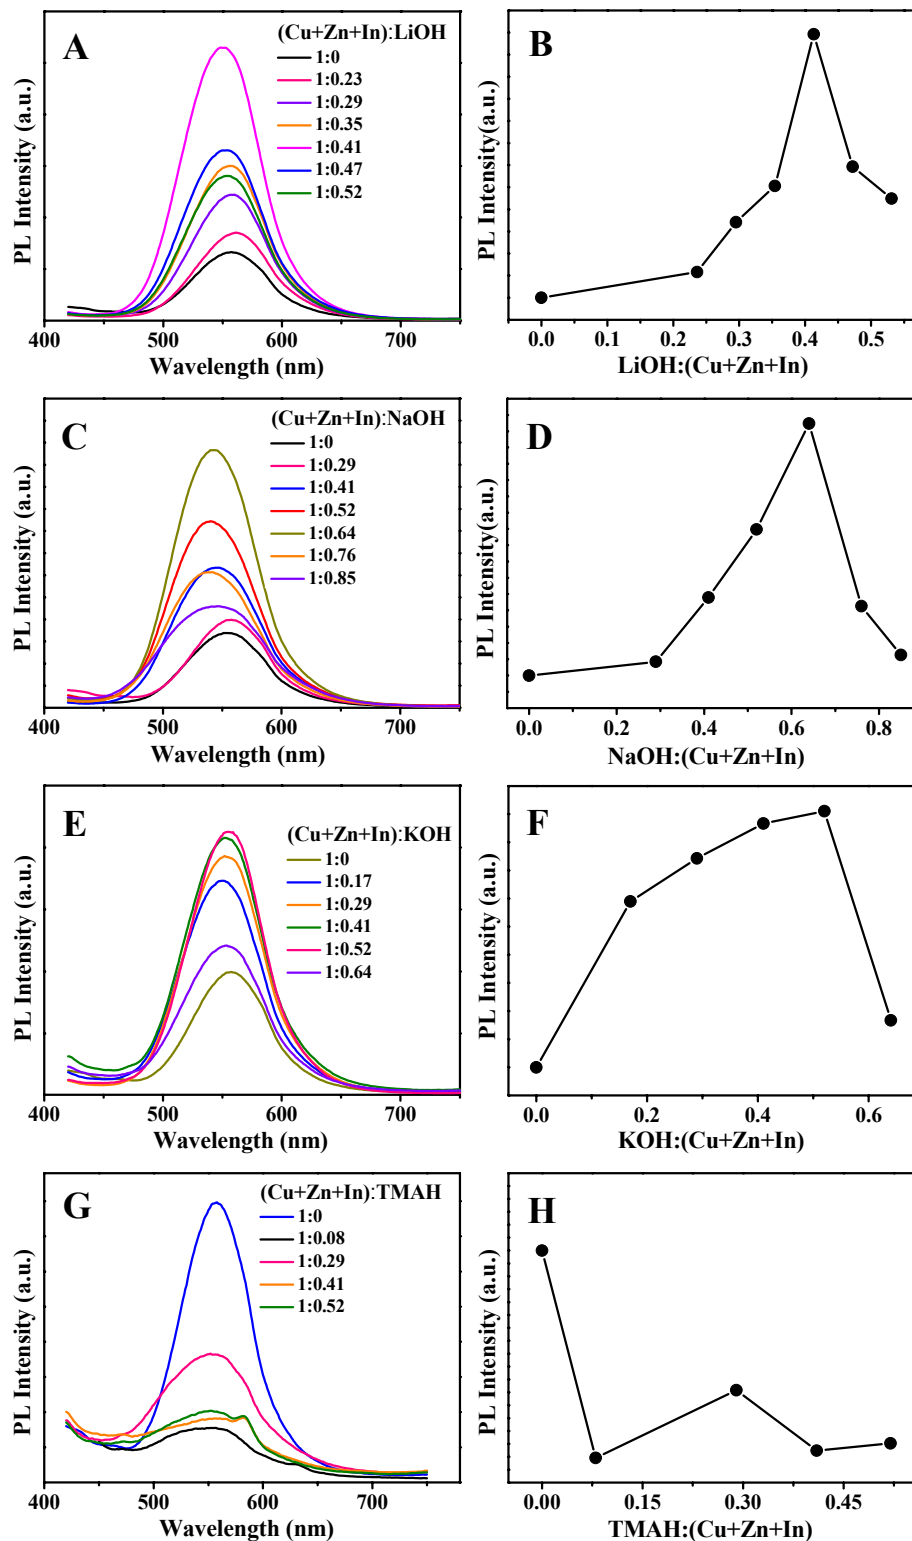 A
(Cu+Zn+In):LiOH
1:0
1:0.23
1:0.29
1:0.35
1:0.41
1:0.47
1:0.52
PL Intensity (a.u.)
400 500 600 700
Wavelength (nm)
B
PL Intensity(a.u.)
0.0 0.1 0.2 0.3 0.4 0.5
LiOH:(Cu+Zn+In)
C
(Cu+Zn+In):NaOH
1:0
1:0.29
1:0.41
1:0.52
1:0.64
1:0.76
1:0.85
PL Intensity (a.u.)
400 500 600 700
Wavelength (nm)
D
PL Intensity(a.u.)
0.0 0.2 0.4 0.6 0.8
NaOH:(Cu+Zn+In)
E
(Cu+Zn+In):KOH
1:0
1:0.17
1:0.29
1:0.41
1:0.52
1:0.64
PL Intensity (a.u.)
400 500 600 700
Wavelength (nm)
F
PL Intensity (a.u.)
0.0 0.2 0.4 0.6
KOH:(Cu+Zn+In)
G
(Cu+Zn+In):TMAH
1:0
1:0.08
1:0.29
1:0.41
1:0.52
PL Intensity (a.u.)
400 500 600 700
Wavelength (nm)
H
PL Intensity (a.u.)
0.00 0.15 0.30 0.45
TMAH:(Cu+Zn+In)